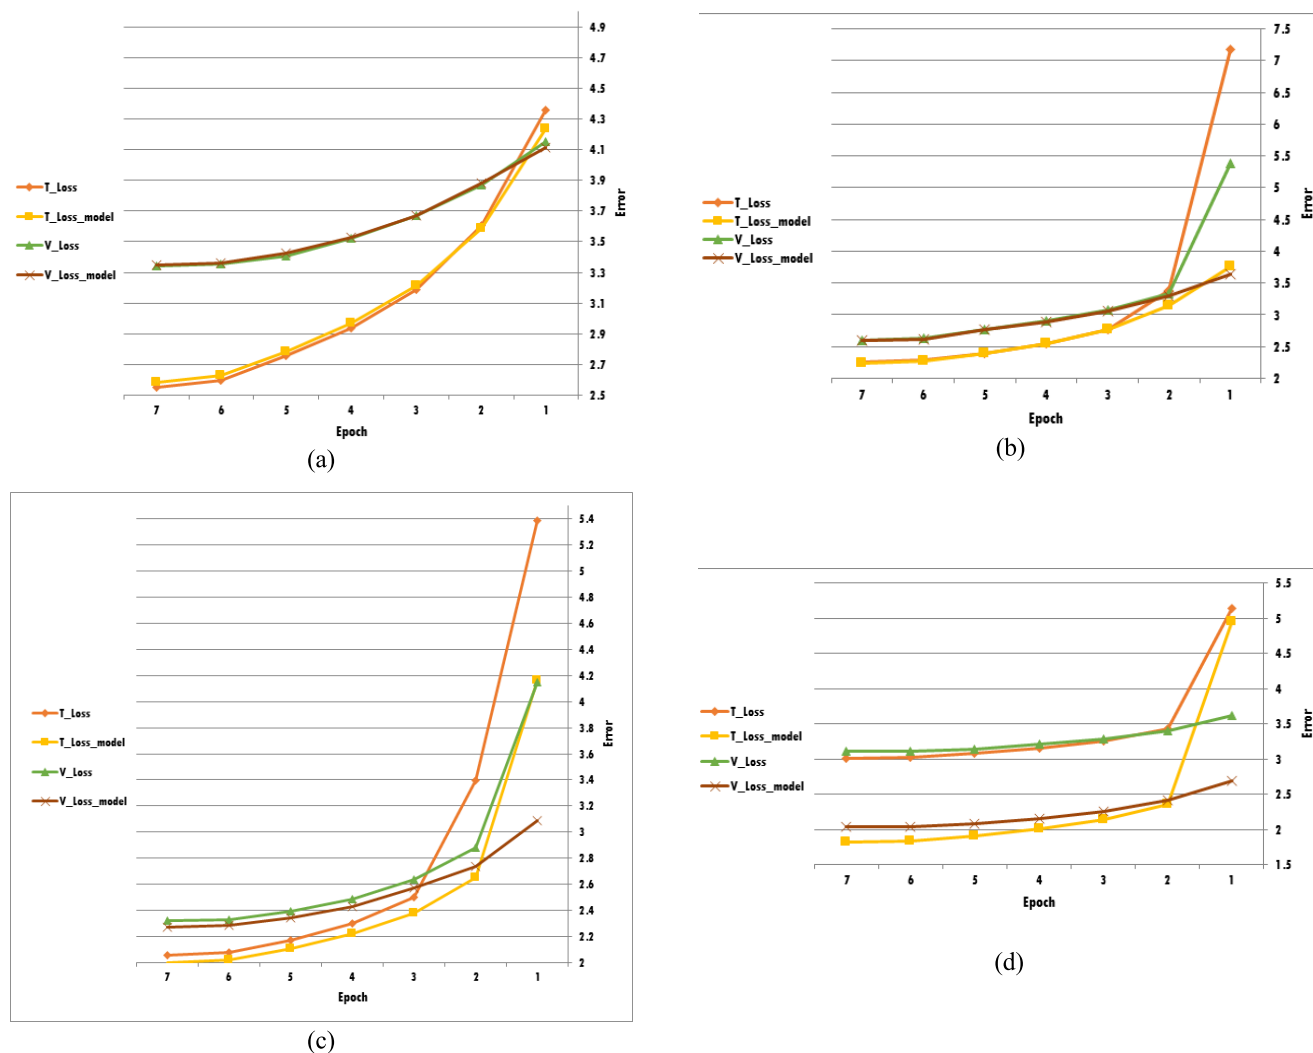 4.9
4.7
4.5
4.3
4.1
3.9
3.7
3.5
3.3
3.1
2.9
2.7
2.5
Error
T_Loss
T_Loss_model
V_Loss
V_Loss_model
7 6 5 4 3 2 1
Epoch
(a)
7.5
7
6.5
6
5.5
5
4.5
4
3.5
3
2.5
2
Error
T_Loss
T_Loss_model
V_Loss
V_Loss_model
7 6 5 4 3 2 1
Epoch
(b)
5.4
5.2
5
4.8
4.6
4.4
4.2
4
3.8
3.6
3.4
3.2
3
2.8
2.6
2.4
2.2
2
Error
T_Loss
T_Loss_model
V_Loss
V_Loss_model
7 6 5 4 3 2 1
Epoch
(c)
5.5
5
4.5
4
3.5
3
2.5
2
1.5
Error
T_Loss
T_Loss_model
V_Loss
V_Loss_model
7 6 5 4 3 2 1
Epoch
(d)